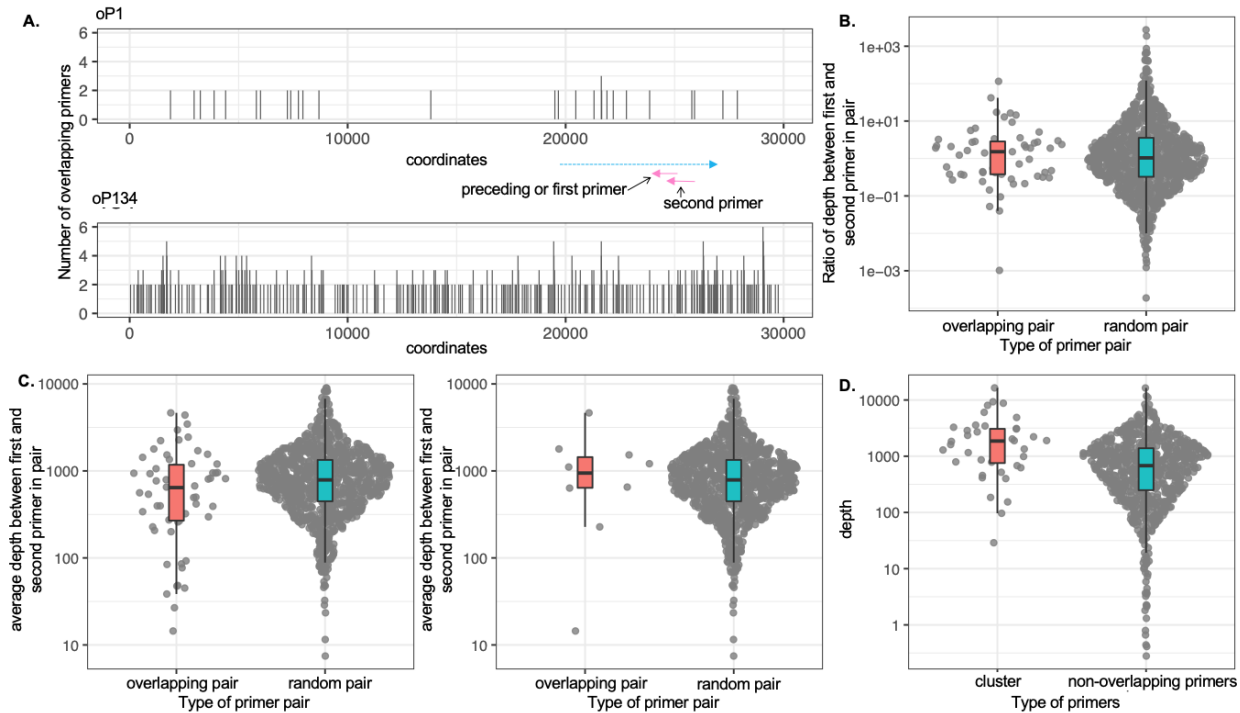 A.
oP1
Number of overlapping primers
6
4
2
0
0
10000
20000
30000
coordinates
preceding or first primer
second primer
oP134
6
4
2
0
0
10000
20000
30000
coordinates
B.
Ratio of depth between first and
second primer in pair
1e+03
1e+01
1e−01
1e−03
overlapping pair
random pair
Type of primer pair
C.
average depth between first and
second primer in pair
10000
1000
100
10
overlapping pair
random pair
Type of primer pair
average depth between first and
second primer in pair
10000
1000
100
10
overlapping pair
random pair
Type of primer pair
D.
depth
10000
1000
100
10
1
cluster
non-overlapping primers
Type of primers